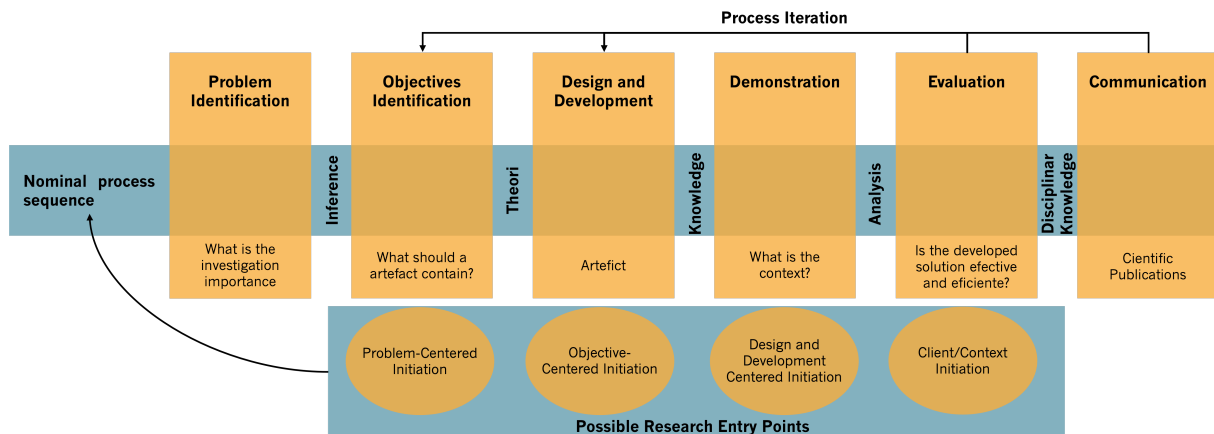 Process Iteration
Problem
Identification
Objectives
Identification
Design and
Development
Demonstration
Evaluation
Communication
Nominal process
sequence
Inference
Theori
Knowledge
Analysis
Disciplinar
Knowledge
What is the
investigation
importance
What should a
artefact contain?
Artefict
What is the
context?
Is the developed
solution efective
and eficiente?
Cientific
Publications
Problem-Centered
Initiation
Objective-
Centered Initiation
Design and
Development
Centered Initiation
Client/Context
Initiation
Possible Research Entry Points